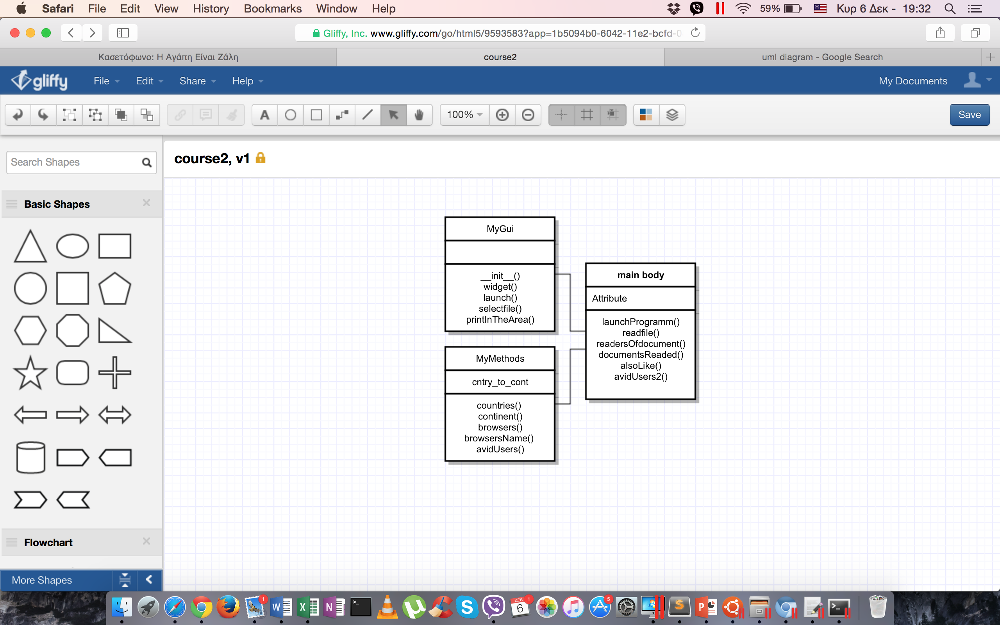 Safari File Edit View History Bookmarks Window Help 59% Κυρ 6 Δεκ - 19:32
Gliffy, Inc. www.gliffy.com/go/html5/9593583?app=1b5094b0-6042-11e2-bcfd-0
Κασετόφωνο: Η Αγάπη Είναι Ζάλη course2 uml diagram - Google Search
gliffy File Edit Share Help My Documents
A 100% Save
Search Shapes
course2, v1
Basic Shapes
MyGui
__init__()
widget()
launch()
selectfile()
printInTheArea()
main body
Attribute
launchProgramm()
readfile()
readersOfdocument()
documentsReaded()
alsoLike()
avidUsers2()
MyMethods
cntry_to_cont
countries()
continent()
browsers()
browsersName()
avidUsers()
Flowchart
More Shapes
1 W X N >_ S ΔΕΚ 6 1 5 S P >_